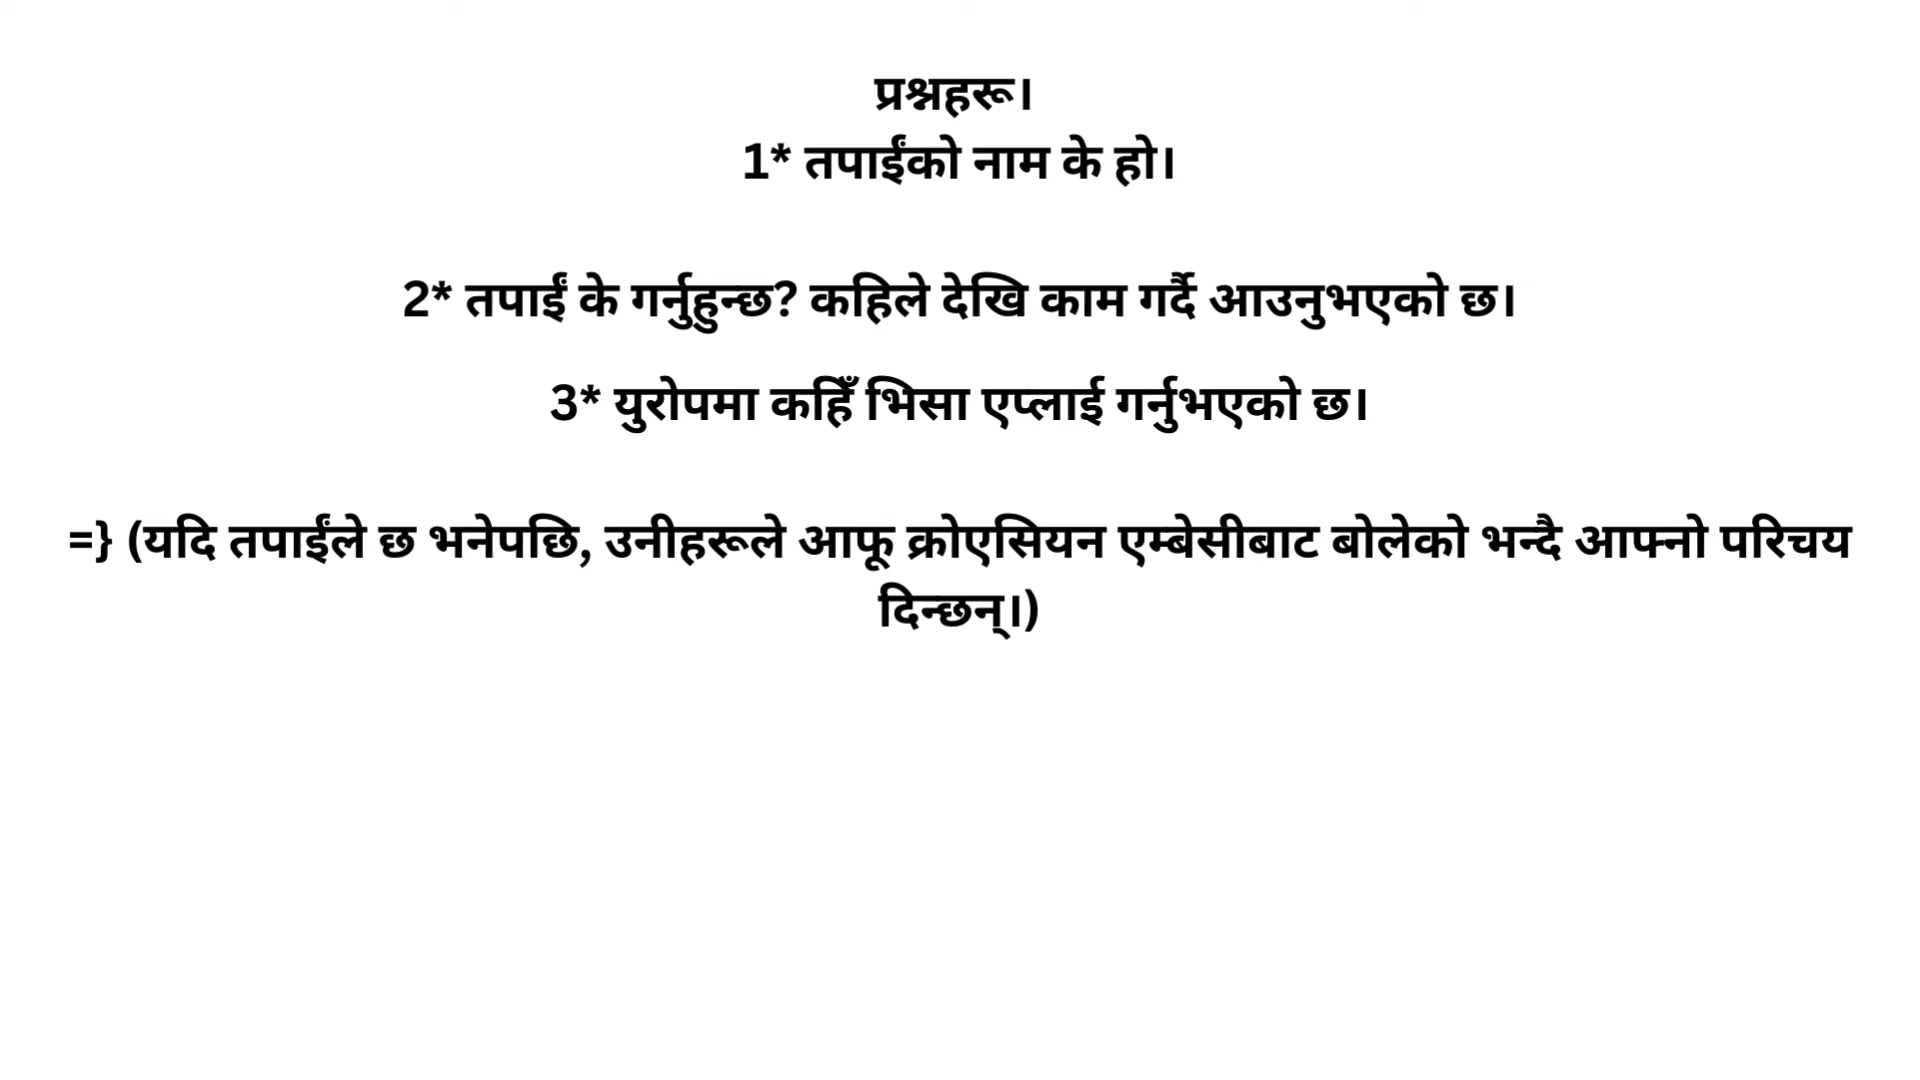 प्रश्नहरू।
1* तपाईंको नाम के हो।
2* तपाईं के गर्नुहुन्छ? कहिले देखि काम गर्दै आउनुभएको छ।
3* युरोपमा कहिँ भिसा एप्लाई गर्नुभएको छ।
=} (यदि तपाईंले छ भनेपछि, उनीहरूले आफू क्रोएसियन एम्बेसीबाट बोलेको भन्दै आफ्नो परिचय
दिन्छन्।)